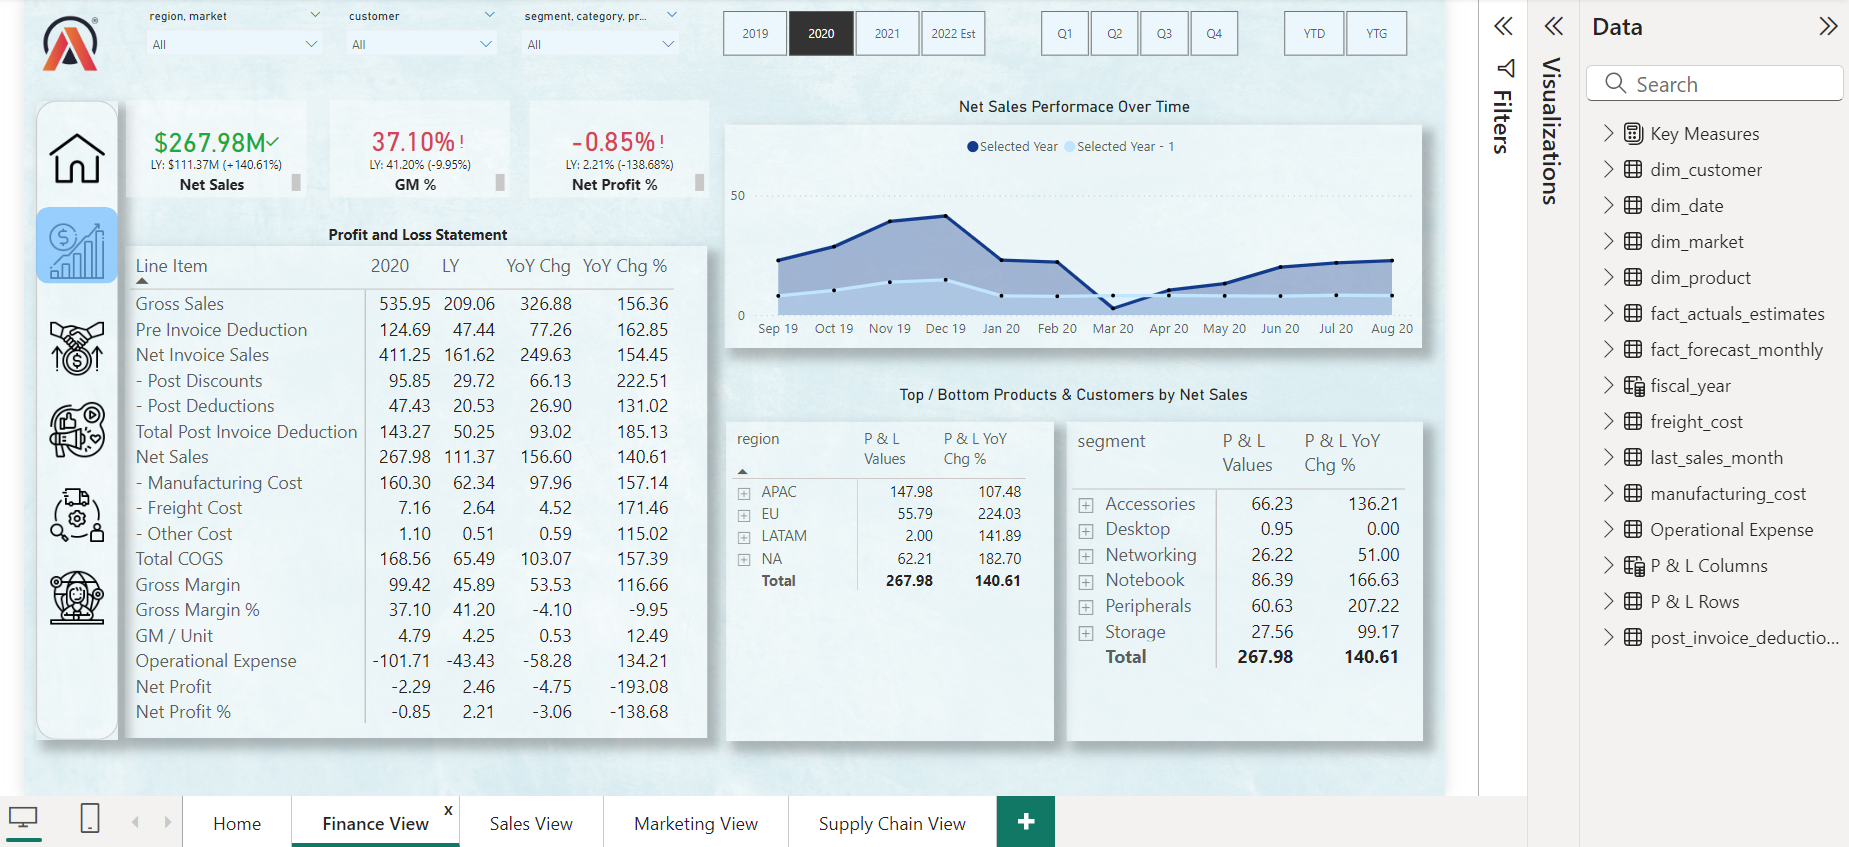 region, market
customer
segment, category, pr...
All
All
All
2019
2020
2021
2022 Est
Q1
Q2
Q3
Q4
YTD
YTG
$267.98M
LY: $111.37M (+140.61%)
Net Sales
37.10% !
LY: 41.20% (-9.95%)
GM %
-0.85% !
LY: 2.21% (-138.68%)
Net Profit %
Net Sales Performace Over Time
Selected Year
Selected Year - 1
50
0
Sep 19 Oct 19 Nov 19 Dec 19 Jan 20 Feb 20 Mar 20 Apr 20 May 20 Jun 20 Jul 20 Aug 20
Profit and Loss Statement
Line Item 2020 LY YoY Chg YoY Chg %
Gross Sales 535.95 209.06 326.88 156.36
Pre Invoice Deduction 124.69 47.44 77.26 162.85
Net Invoice Sales 411.25 161.62 249.63 154.45
- Post Discounts 95.85 29.72 66.13 222.51
- Post Deductions 47.43 20.53 26.90 131.02
Total Post Invoice Deduction 143.27 50.25 93.02 185.13
Net Sales 267.98 111.37 156.60 140.61
- Manufacturing Cost 160.30 62.34 97.96 157.14
- Freight Cost 7.16 2.64 4.52 171.46
- Other Cost 1.10 0.51 0.59 115.02
Total COGS 168.56 65.49 103.07 157.39
Gross Margin 99.42 45.89 53.53 116.66
Gross Margin % 37.10 41.20 -4.10 -9.95
GM / Unit 4.79 4.25 0.53 12.49
Operational Expense -101.71 -43.43 -58.28 134.21
Net Profit -2.29 2.46 -4.75 -193.08
Net Profit % -0.85 2.21 -3.06 -138.68
Top / Bottom Products & Customers by Net Sales
region P & L Values P & L YoY Chg %
APAC 147.98 107.48
EU 55.79 224.03
LATAM 2.00 141.89
NA 62.21 182.70
Total 267.98 140.61
segment P & L Values P & L YoY Chg %
Accessories 66.23 136.21
Desktop 0.95 0.00
Networking 26.22 51.00
Notebook 86.39 166.63
Peripherals 60.63 207.22
Storage 27.56 99.17
Total 267.98 140.61
Filters
Visualizations
Data
Search
Key Measures
dim_customer
dim_date
dim_market
dim_product
fact_actuals_estimates
fact_forecast_monthly
fiscal_year
freight_cost
last_sales_month
manufacturing_cost
Operational Expense
P & L Columns
P & L Rows
post_invoice_deductio...
Home
Finance View
x
Sales View
Marketing View
Supply Chain View
+